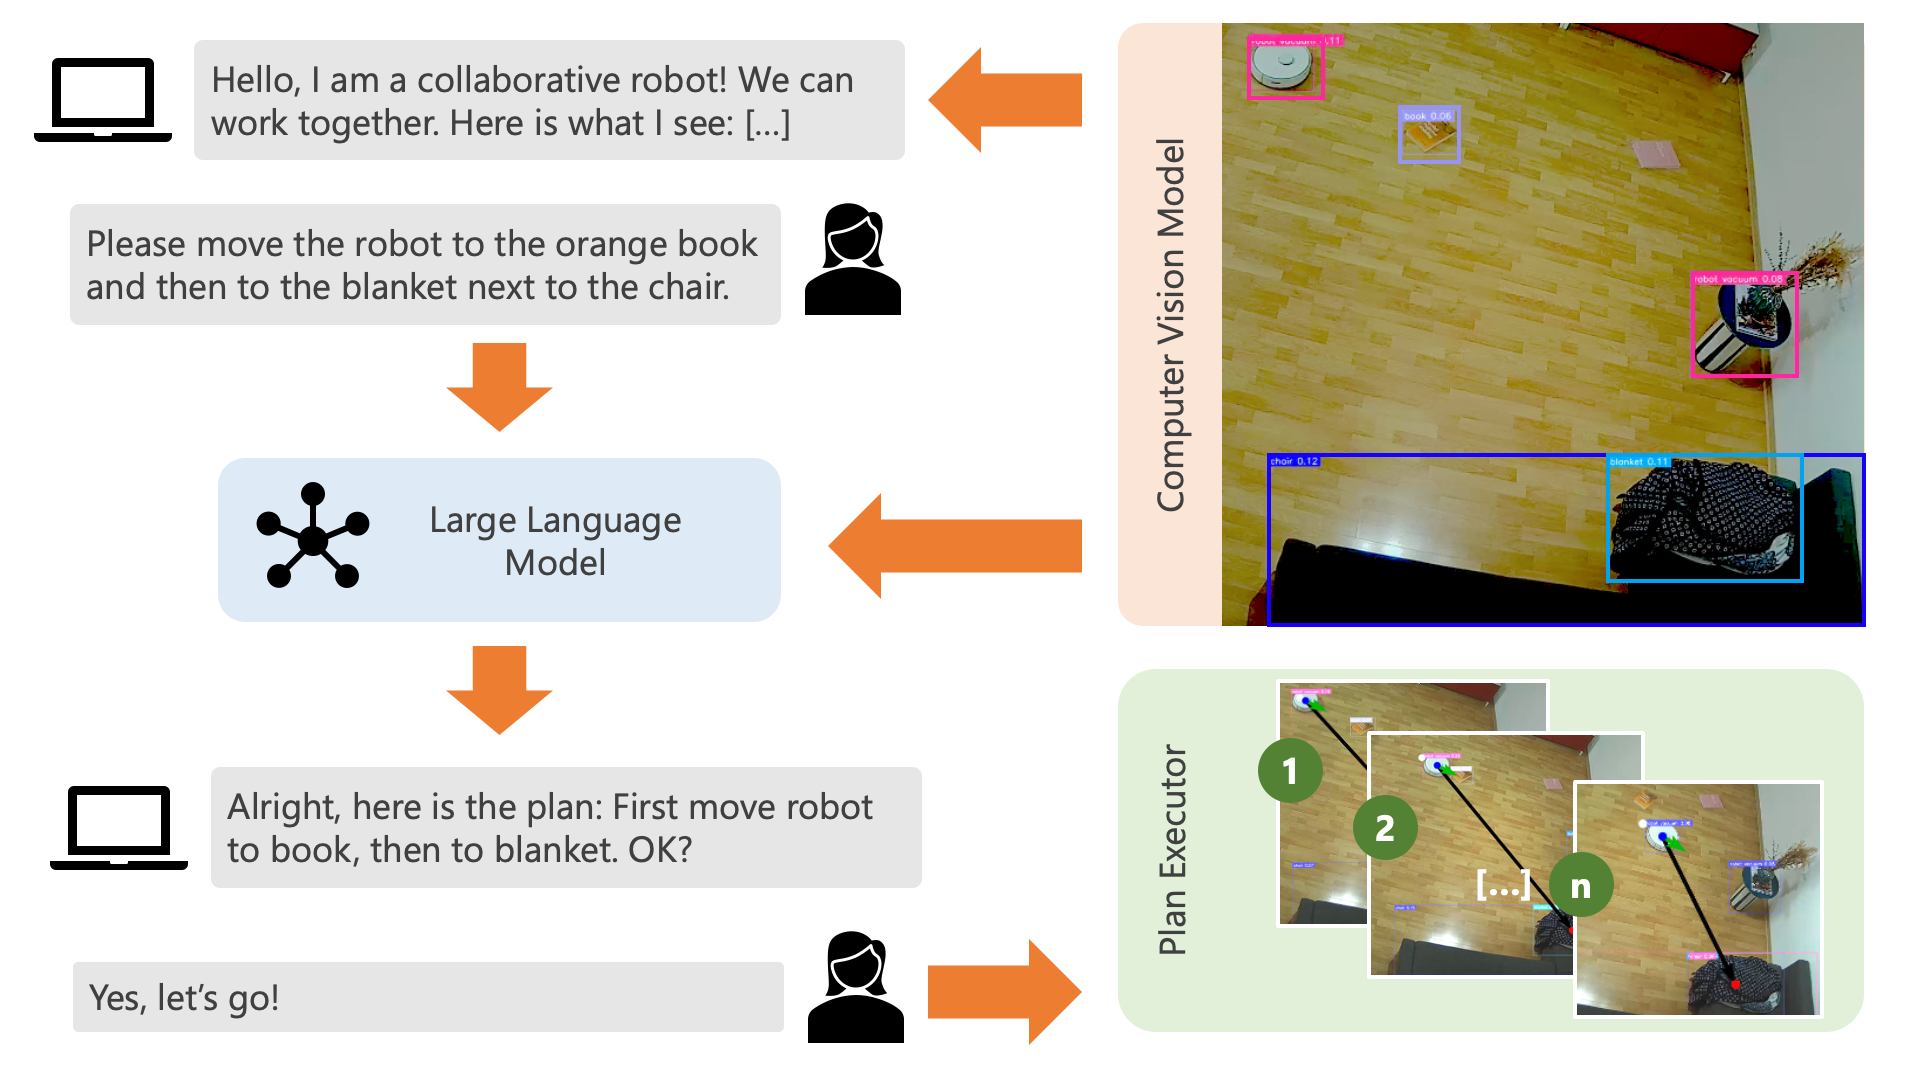 Hello, I am a collaborative robot! We can
work together. Here is what I see: [...]
Please move the robot to the orange book
and then to the blanket next to the chair.
Large Language
Model
Alright, here is the plan: First move robot
to book, then to blanket. OK?
Yes, let's go!
Computer Vision Model
robot vacuum 0.11
book 0.06
robot vacuum 0.08
chair 0.12
blanket 0.11
Plan Executor
1
2
[...]
n